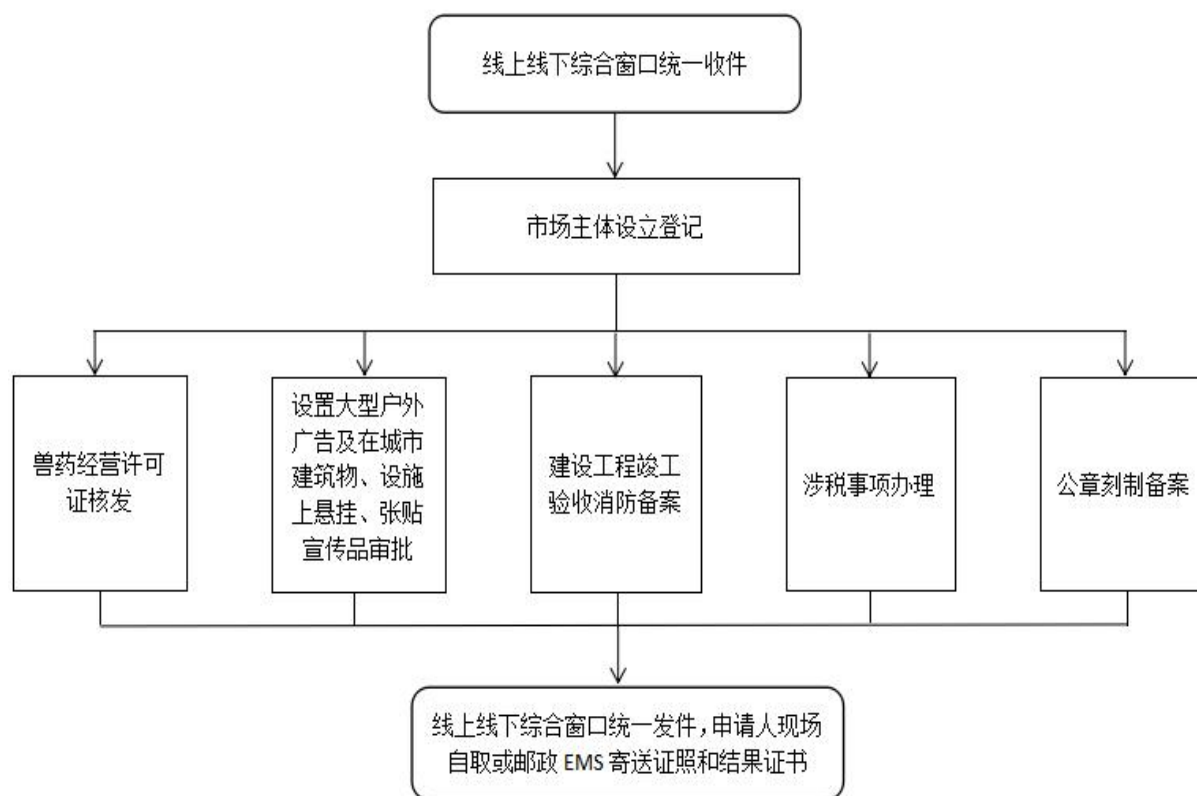 线上线下综合窗口统一收件
市场主体设立登记
兽药经营许可
证核发
设置大型户外
广告及在城市
建筑物、设施
上悬挂、张贴
宣传品审批
建设工程竣工
验收消防备案
涉税事项办理
公章刻制备案
线上线下综合窗口统一发件,申请人现场
自取或邮政 EMS 寄送证照和结果证书